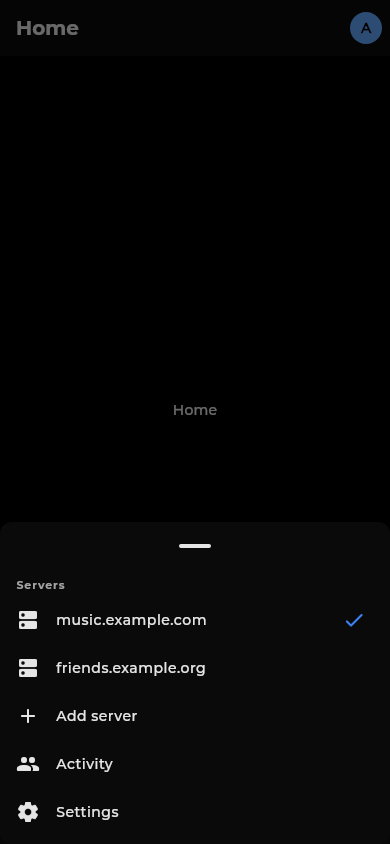 Home
A
Home
Servers
music.example.com
friends.example.org
Add server
Activity
Settings